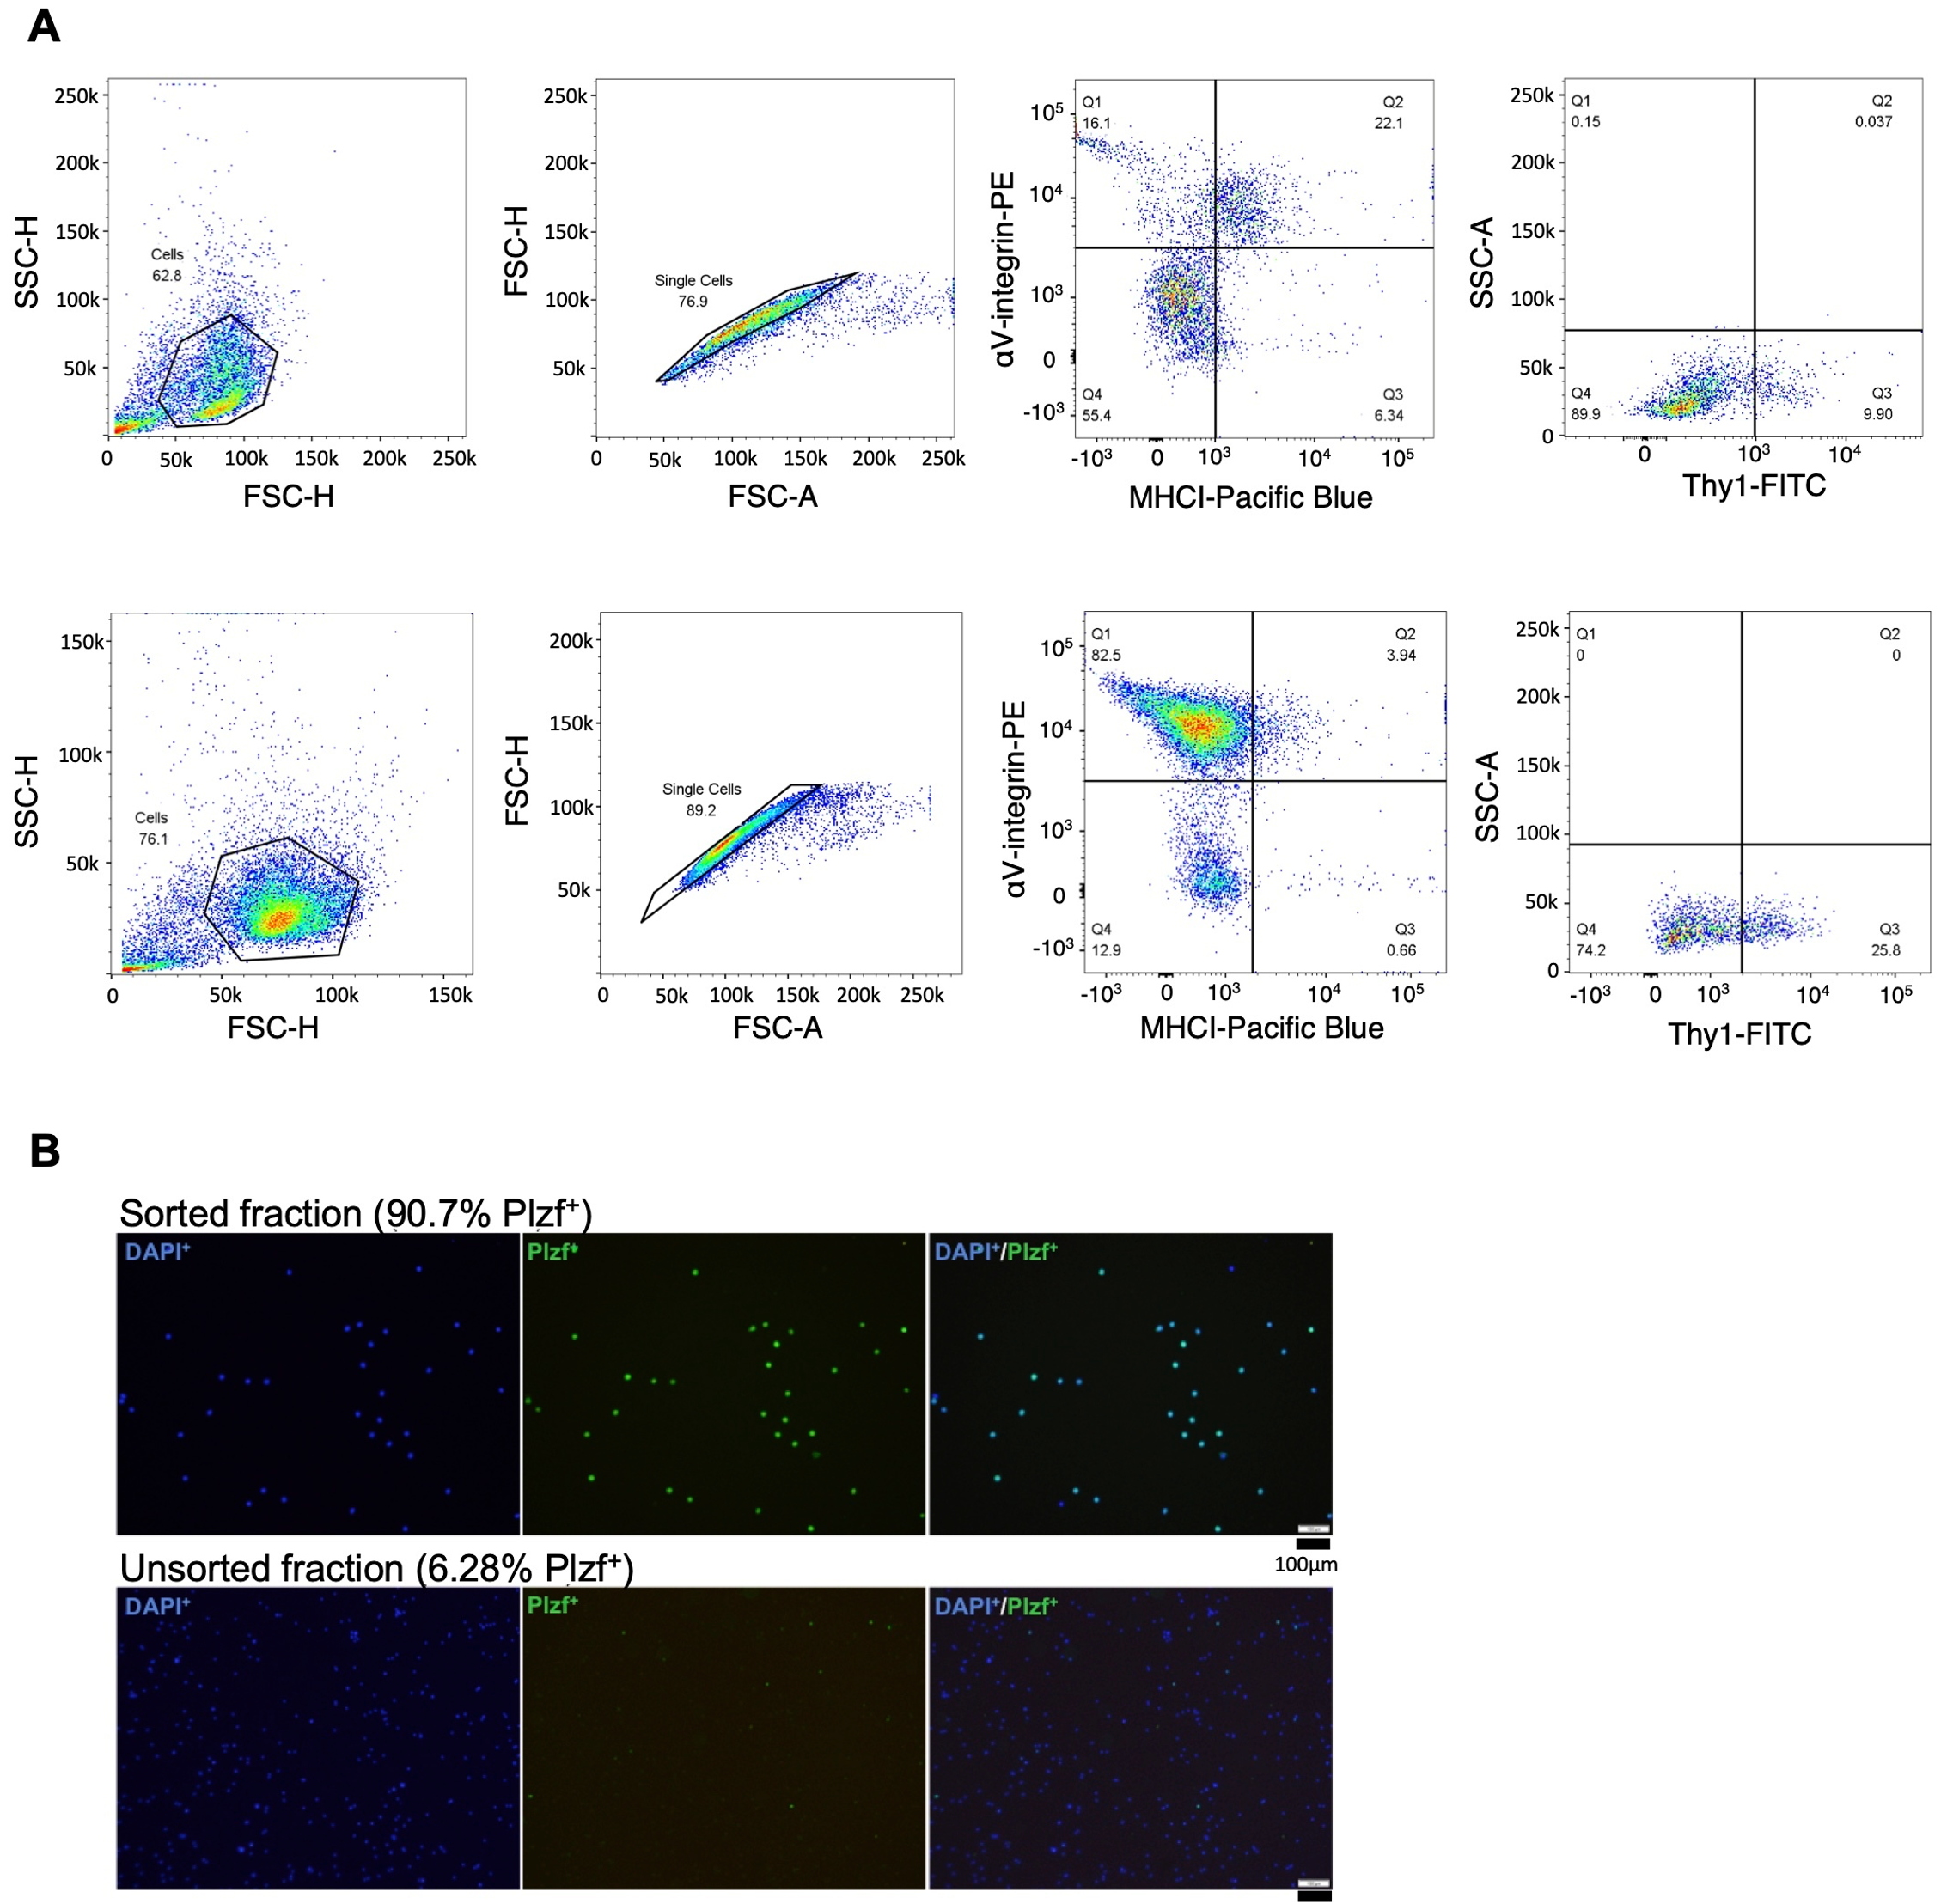 A
250k
200k
150k
100k
50k
Cells
62.8
SSC-H
0 50k 100k 150k 200k 250k
FSC-H
250k
200k
150k
100k
50k
Single Cells
76.9
FSC-H
0 50k 100k 150k 200k 250k
FSC-A
Q1
16.1
Q2
22.1
10⁵
10⁴
10³
0
-10³
Q4
55.4
Q3
6.34
αV-integrin-PE
-10³ 0 10³ 10⁴ 10⁵
MHCI-Pacific Blue
250k
200k
150k
100k
50k
0
Q1
0.15
Q2
0.037
Q4
89.9
Q3
9.90
SSC-A
0 10³ 10⁴
Thy1-FITC
150k
100k
50k
Cells
76.1
SSC-H
0 50k 100k 150k
FSC-H
200k
150k
100k
50k
Single Cells
89.2
FSC-H
0 50k 100k 150k 200k 250k
FSC-A
Q1
82.5
Q2
3.94
10⁵
10⁴
10³
0
-10³
Q4
12.9
Q3
0.66
αV-integrin-PE
-10³ 0 10³ 10⁴ 10⁵
MHCI-Pacific Blue
250k
200k
150k
100k
50k
0
Q1
0
Q2
0
Q4
74.2
Q3
25.8
SSC-A
-10³ 0 10³ 10⁴ 10⁵
Thy1-FITC
B
Sorted fraction (90.7% Plzf⁺)
DAPI⁺
Plzf⁺
DAPI⁺/Plzf⁺
100µm
Unsorted fraction (6.28% Plzf⁺)
DAPI⁺
Plzf⁺
DAPI⁺/Plzf⁺